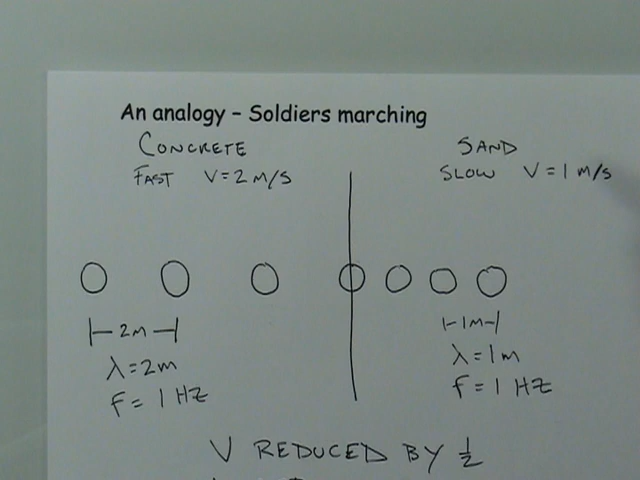 An analogy – Soldiers marching
CONCRETE
FAST V=2 M/S
SAND
SLOW V=1 M/S
2M
λ=2M
F=1 HZ
1M
λ=1M
F=1 HZ
V REDUCED BY 1/2